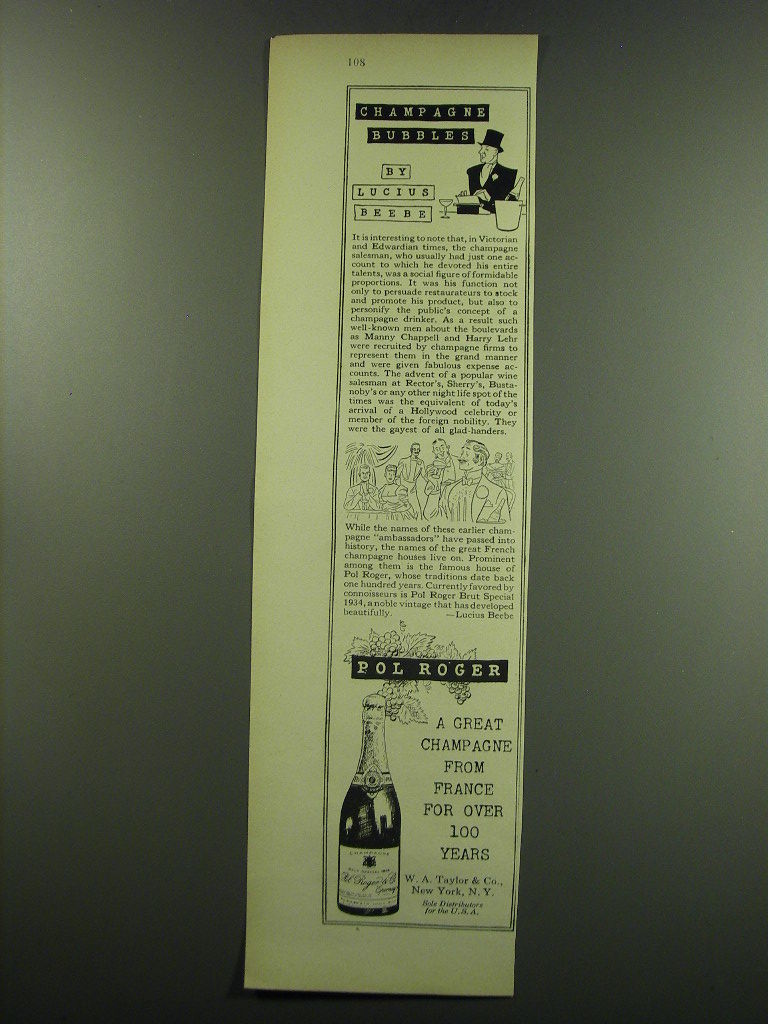 108
CHAMPAGNE
BUBBLES
BY
LUCIUS
BEEBE
It is interesting to note that, in Victorian
and Edwardian times, the champagne
salesman, who usually had just one ac-
count to which he devoted his entire
talents, was a social figure of formidable
proportions. It was his function not
only to persuade restaurateurs to stock
and promote his product, but also to
personify the public's concept of a
champagne drinker. As a result such
well-known men about the boulevards
as Manny Chappell and Harry Lehr
were recruited by champagne firms to
represent them in the grand manner
and were given fabulous expense ac-
counts. The advent of a popular wine
salesman at Rector's, Sherry's, Busta-
noby's or any other night life spot of the
times was the equivalent of today's
arrival of a Hollywood celebrity or
member of the foreign nobility. They
were the gayest of all glad-handers.
While the names of these earlier cham-
pagne "ambassadors" have passed into
history, the names of the great French
champagne houses live on. Prominent
among them is the famous house of
Pol Roger, whose traditions date back
one hundred years. Currently favored by
connoisseurs is Pol Roger Brut Special
1934, a noble vintage that has developed
beautifully. —Lucius Beebe
POL ROGER
A GREAT
CHAMPAGNE
FROM
FRANCE
FOR OVER
100
YEARS
CHAMPAGNE
Pol Roger & Co
Epernay
W. A. Taylor & Co.,
New York, N. Y.
Sole Distributors
for the U.S.A.